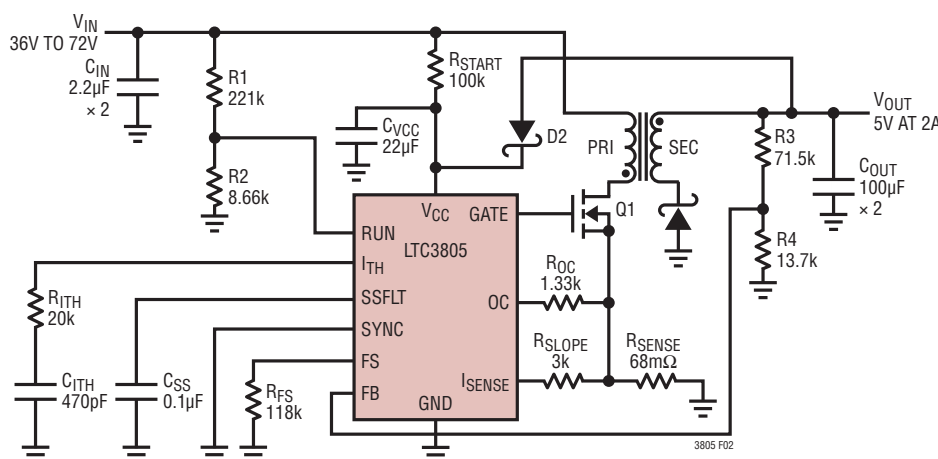 VIN
36V TO 72V
CIN
2.2µF
× 2
R1
221k
R2
8.66k
RSTART
100k
CVCC
22µF
D2
PRI
SEC
VOUT
5V AT 2A
R3
71.5k
COUT
100µF
× 2
R4
13.7k
Q1
VCC
GATE
LTC3805
RUN
ITH
SSFLT
SYNC
FS
FB
OC
ISENSE
GND
ROC
1.33k
RSLOPE
3k
RSENSE
68mΩ
RITH
20k
CITH
470pF
CSS
0.1µF
RFS
118k
3805 F02